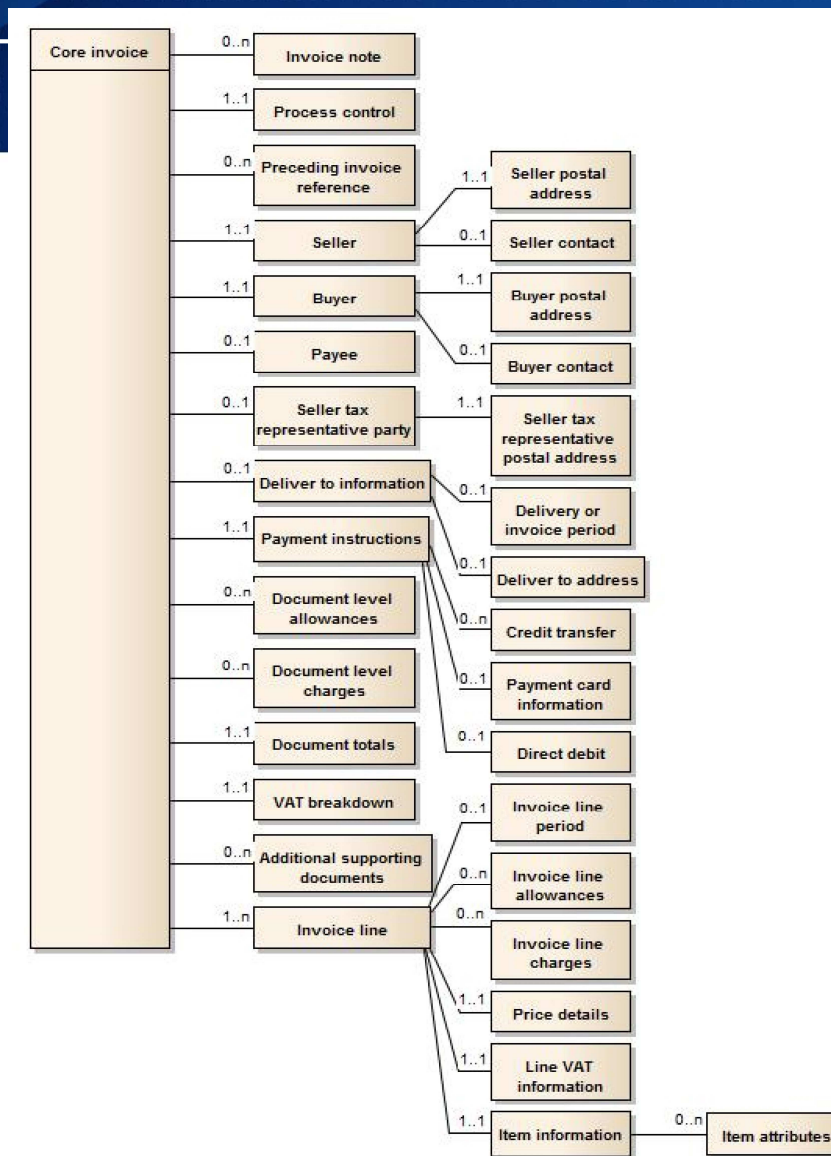 Core invoice
0..n
Invoice note
1..1
Process control
0..n
Preceding invoice
reference
1..1
Seller
1..1
Seller postal
address
0..1
Seller contact
1..1
Buyer
1..1
Buyer postal
address
0..1
Buyer contact
0..1
Payee
0..1
Seller tax
representative party
1..1
Seller tax
representative
postal address
0..1
Deliver to information
0..1
Delivery or
invoice period
0..1
Deliver to address
1..1
Payment instructions
0..n
Credit transfer
0..1
Payment card
information
0..1
Direct debit
0..n
Document level
allowances
0..n
Document level
charges
1..1
Document totals
1..1
VAT breakdown
0..n
Additional supporting
documents
1..n
Invoice line
0..1
Invoice line
period
0..n
Invoice line
allowances
0..n
Invoice line
charges
1..1
Price details
1..1
Line VAT
information
1..1
Item information
0..n
Item attributes